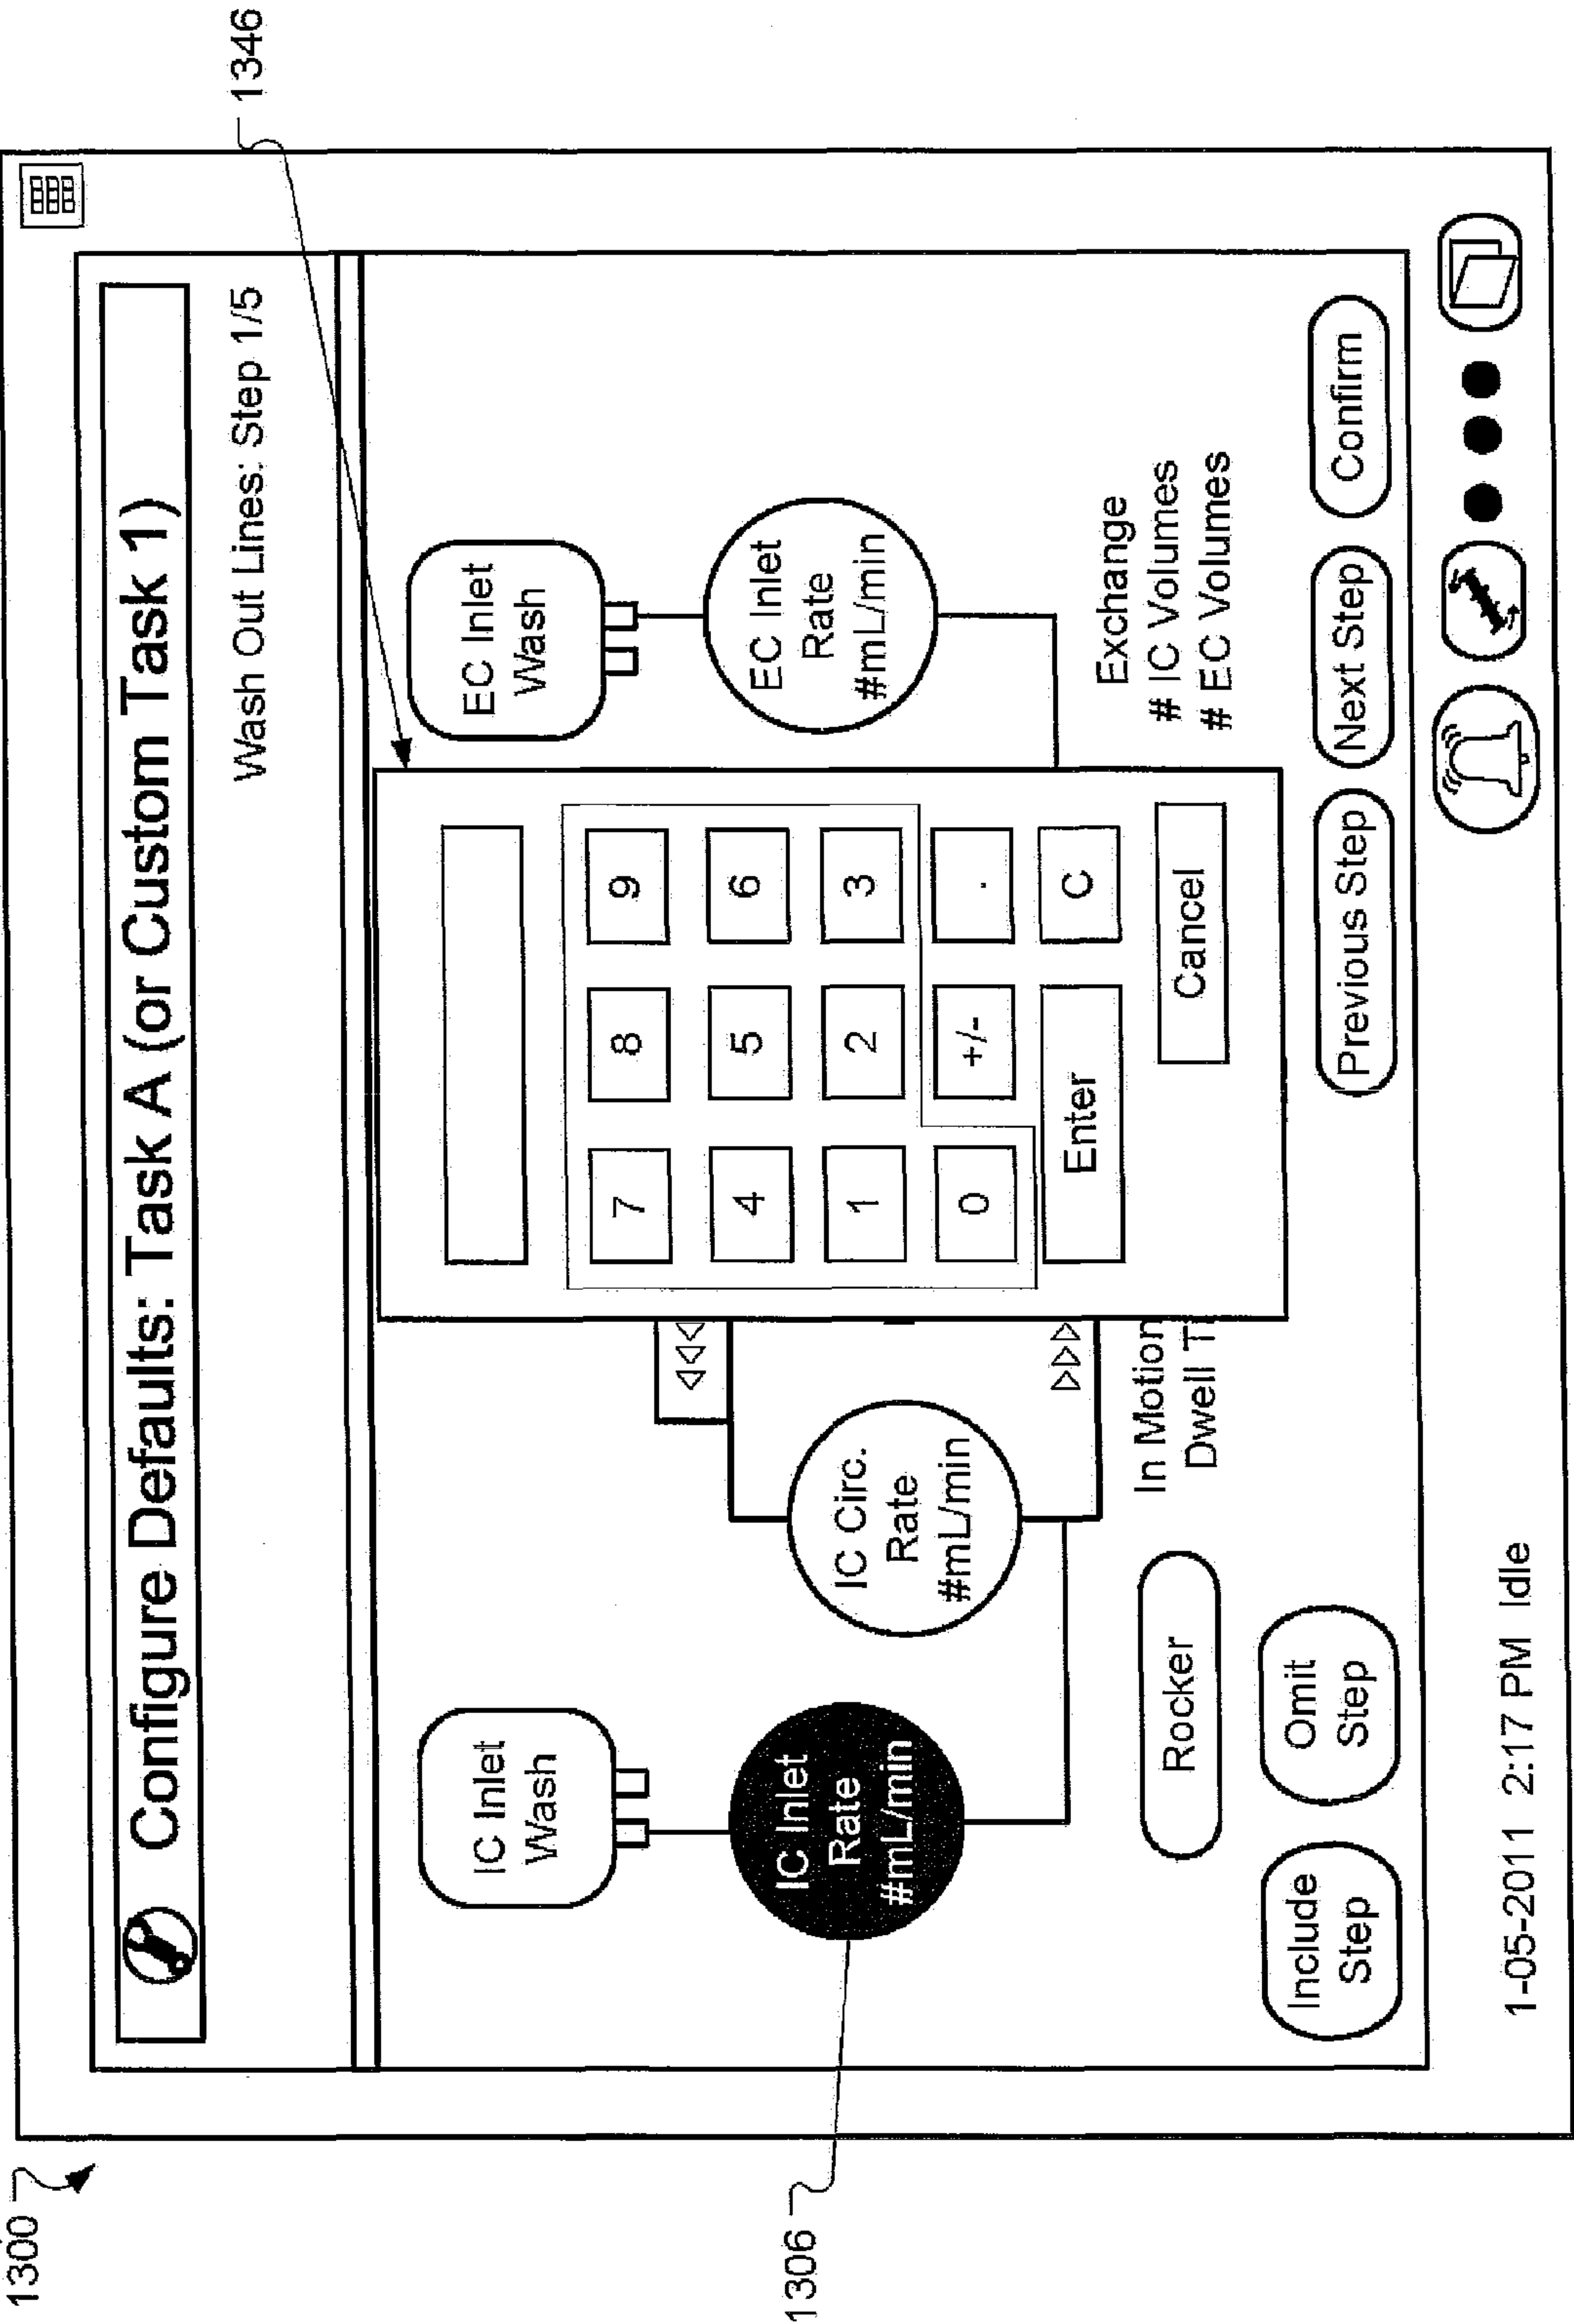 1300
1346
Configure Defaults: Task A (or Custom Task 1)
Wash Out Lines: Step 1/5
IC Inlet
Wash
EC Inlet
Wash
1306
IC Inlet
Rate
#mL/min
IC Circ.
Rate
#mL/min
EC Inlet
Rate
#mL/min
7 8 9
4 5 6
1 2 3
0 +/- .
Enter C
Cancel
In Motion
Dwell
Exchange
# IC Volumes
# EC Volumes
Rocker
Include
Step
Omit
Step
Previous Step
Next Step
Confirm
1-05-2011 2:17 PM Idle